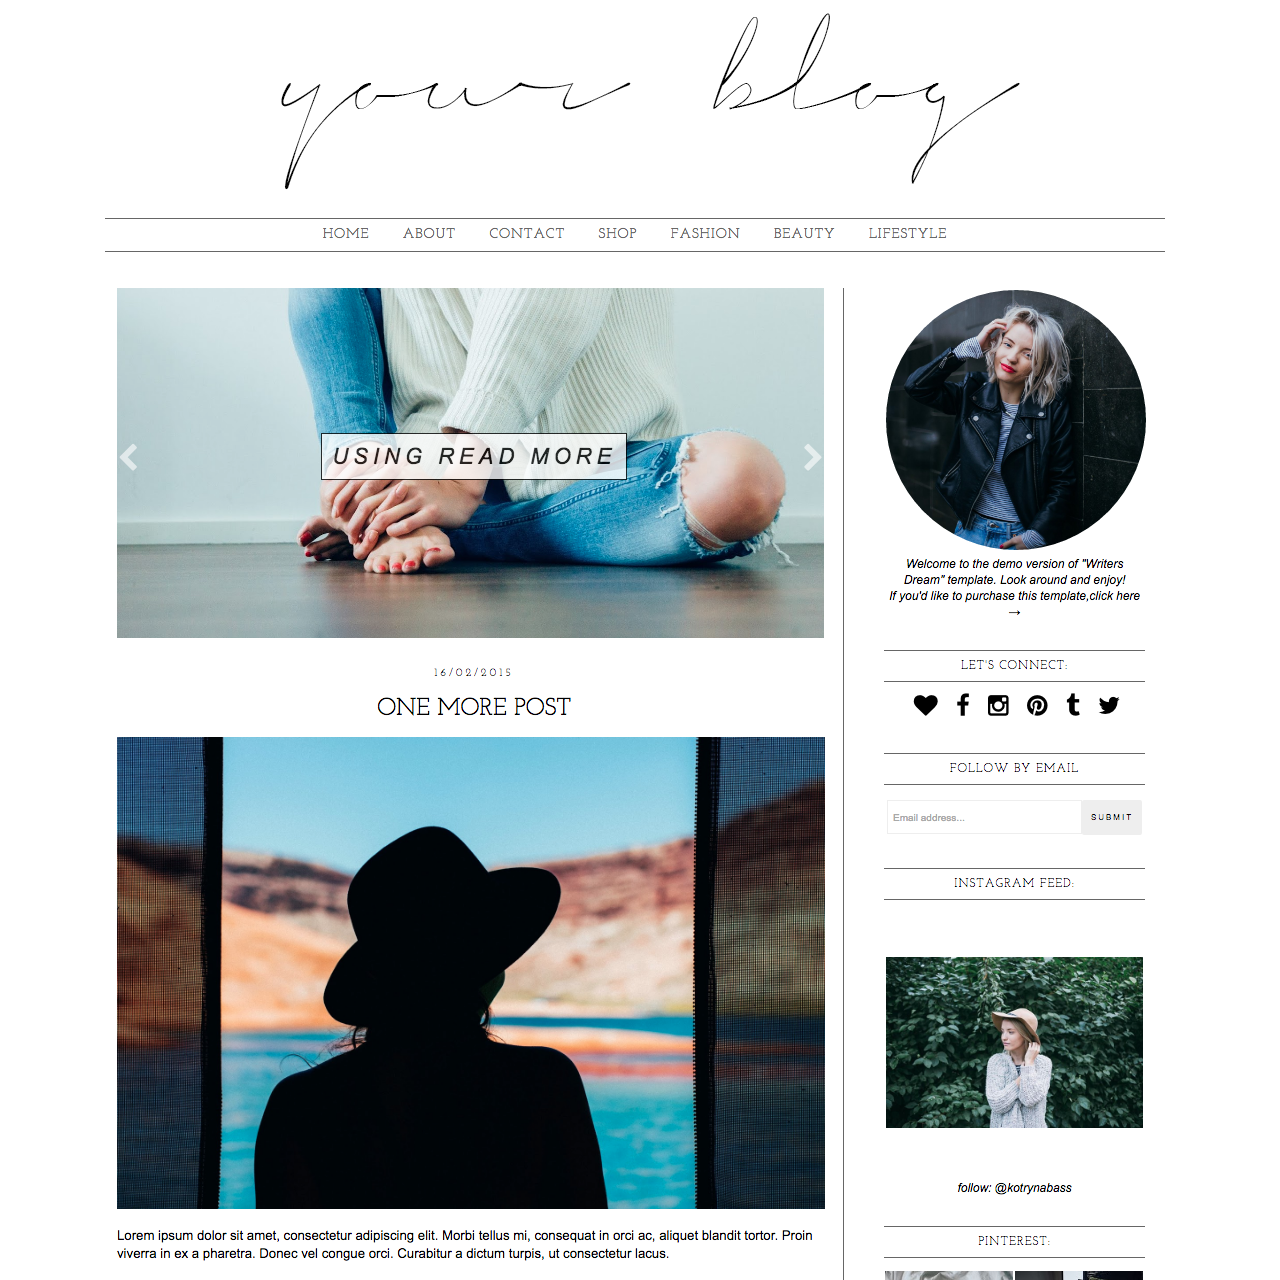 your blog
HOME ABOUT CONTACT SHOP FASHION BEAUTY LIFESTYLE
USING READ MORE
16/02/2015
ONE MORE POST
Lorem ipsum dolor sit amet, consectetur adipiscing elit. Morbi tellus mi, consequat in orci ac, aliquet blandit tortor. Proin
viverra in ex a pharetra. Donec vel congue orci. Curabitur a dictum turpis, ut consectetur lacus.
Welcome to the demo version of "Writers
Dream" template. Look around and enjoy!
If you'd like to purchase this template,click here
→
LET'S CONNECT:
FOLLOW BY EMAIL
Email address... SUBMIT
INSTAGRAM FEED:
follow: @kotrynabass
PINTEREST: